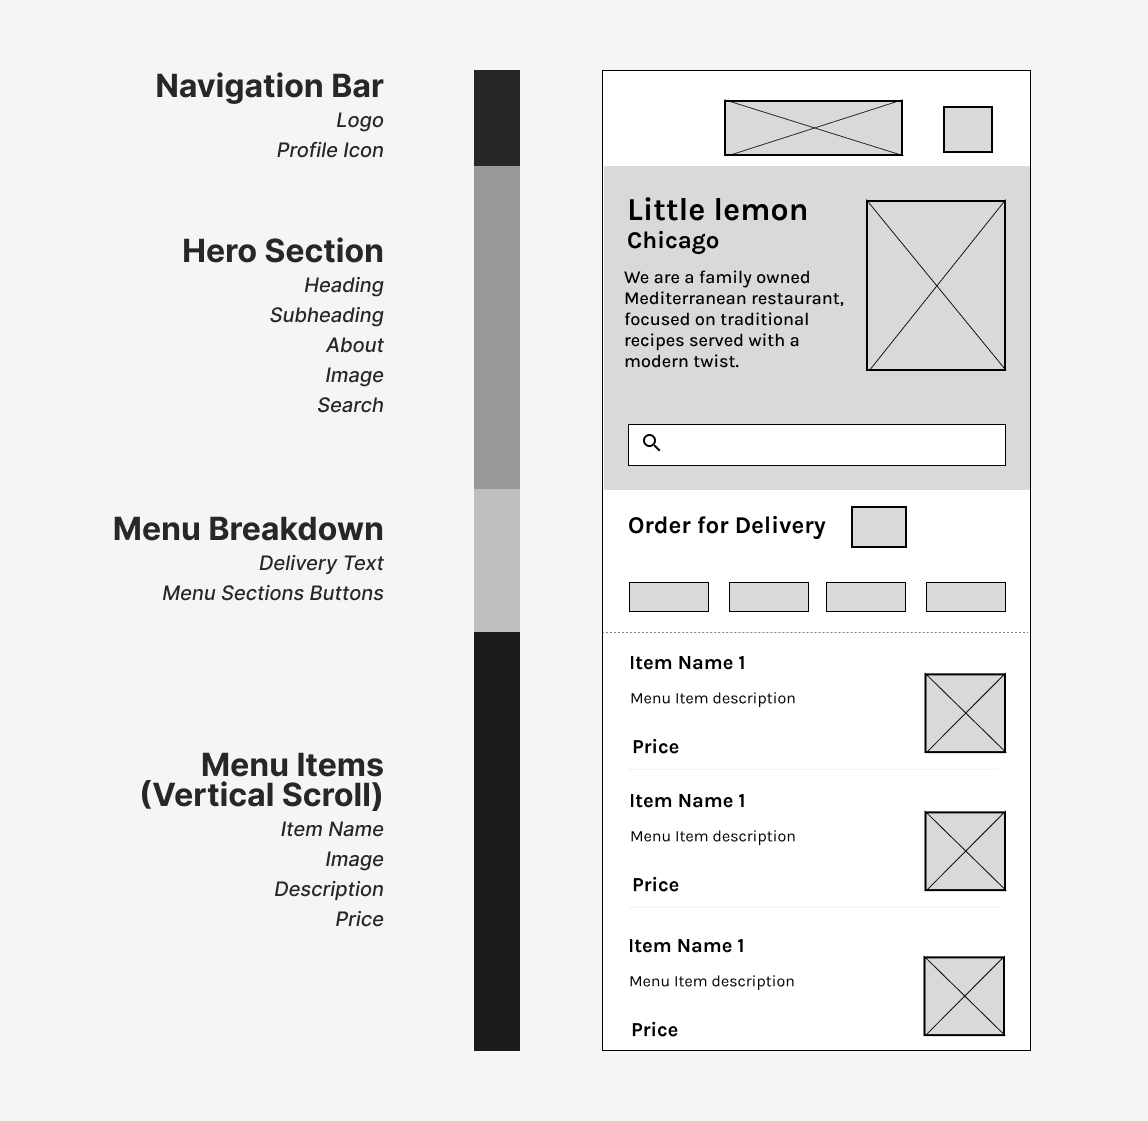 Navigation Bar
Logo
Profile Icon
Hero Section
Heading
Subheading
About
Image
Search
Menu Breakdown
Delivery Text
Menu Sections Buttons
Menu Items
(Vertical Scroll)
Item Name
Image
Description
Price
Little lemon
Chicago
We are a family owned
Mediterranean restaurant,
focused on traditional
recipes served with a
modern twist.
Order for Delivery
Item Name 1
Menu Item description
Price
Item Name 1
Menu Item description
Price
Item Name 1
Menu Item description
Price